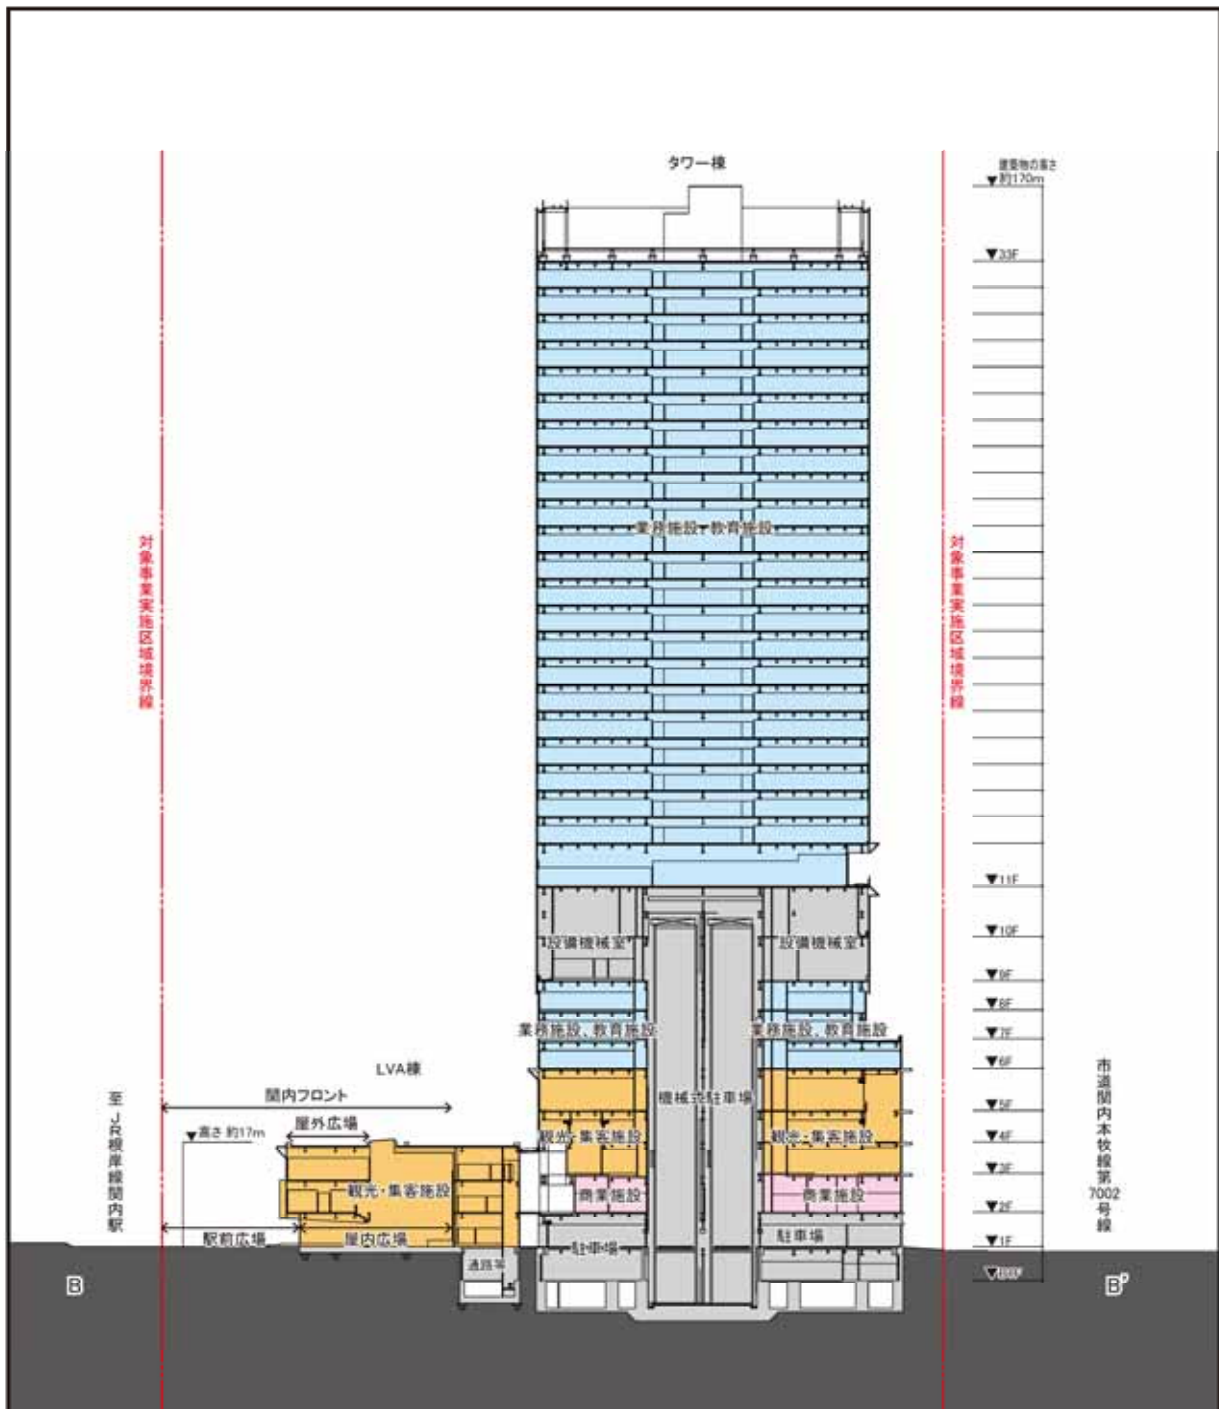 タワー棟
建築物の高さ
▼約170m
▼33F
業務施設、教育施設
対象事業実施区域境界線
対象事業実施区域境界線
▼11F
設備機械室
設備機械室
▼10F
▼9F
▼8F
業務施設、教育施設
業務施設、教育施設
▼7F
▼6F
LVA棟
関内フロント
機械式駐車場
▼5F
屋外広場
▼高さ 約17m
観光・集客施設
観光・集客施設
▼4F
▼3F
観光・集客施設
商業施設
商業施設
▼2F
駅前広場
屋内広場
駐車場
駐車場
▼1F
通路等
至JR根岸線関内駅
市道関内本牧線第7002号線
B
B'